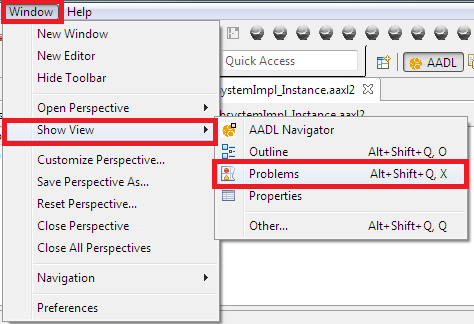 Window Help
New Window
New Editor
Hide Toolbar
Quick Access
AADL
Open Perspective
systemImpl_Instance.aaxl2
Show View
systemImpl_Instance.aaxl2
AADL Navigator
Outline Alt+Shift+Q, O
Customize Perspective...
Problems Alt+Shift+Q, X
Save Perspective As...
Properties
Reset Perspective...
Close Perspective
Other... Alt+Shift+Q, Q
Close All Perspectives
Navigation
Preferences